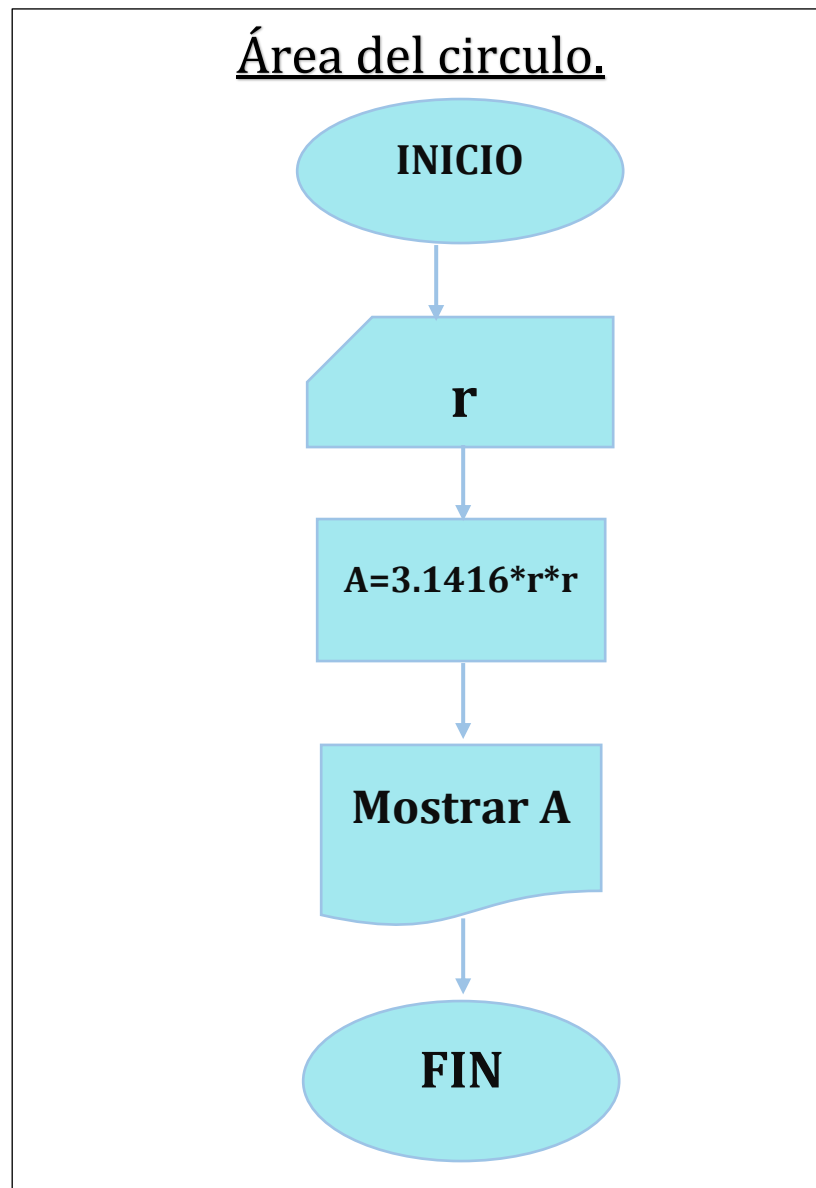 Área del circulo.
INICIO
r
A=3.1416*r*r
Mostrar A
FIN